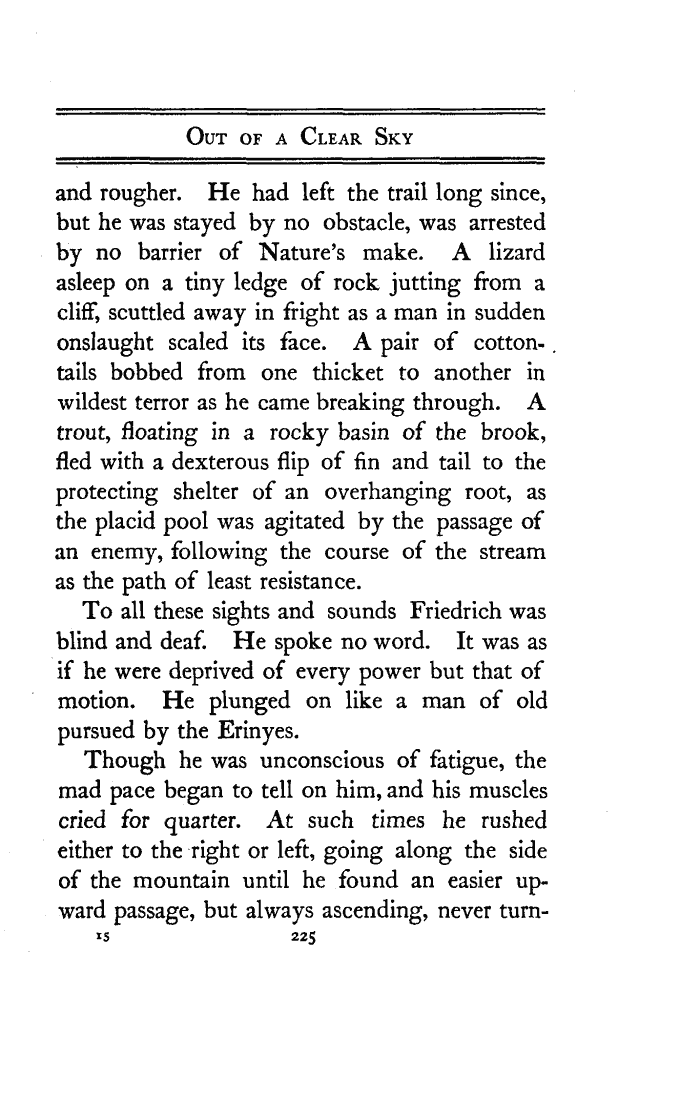 Out of a Clear Sky
and rougher. He had left the trail long since,
but he was stayed by no obstacle, was arrested
by no barrier of Nature's make. A lizard
asleep on a tiny ledge of rock jutting from a
cliff, scuttled away in fright as a man in sudden
onslaught scaled its face. A pair of cotton-
tails bobbed from one thicket to another in
wildest terror as he came breaking through. A
trout, floating in a rocky basin of the brook,
fled with a dexterous flip of fin and tail to the
protecting shelter of an overhanging root, as
the placid pool was agitated by the passage of
an enemy, following the course of the stream
as the path of least resistance.
To all these sights and sounds Friedrich was
blind and deaf. He spoke no word. It was as
if he were deprived of every power but that of
motion. He plunged on like a man of old
pursued by the Erinyes.
Though he was unconscious of fatigue, the
mad pace began to tell on him, and his muscles
cried for quarter. At such times he rushed
either to the right or left, going along the side
of the mountain until he found an easier up-
ward passage, but always ascending, never turn-
15 225